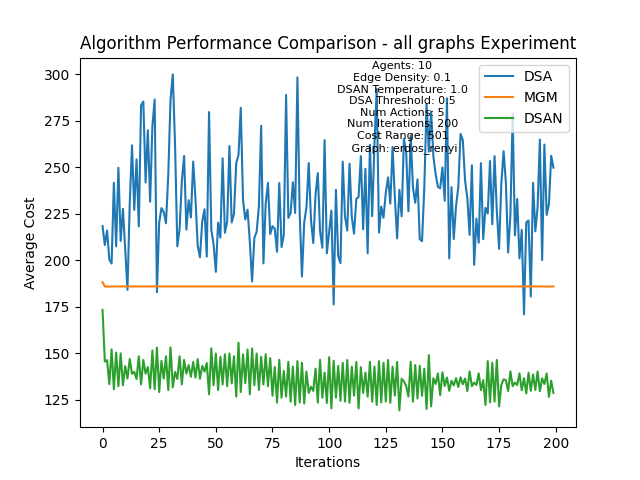 Algorithm Performance Comparison - all graphs Experiment
Agents: 10
Edge Density: 0.1
DSAN Temperature: 1.0
DSA Threshold: 0.5
Num Actions: 5
Num Iterations: 200
Cost Range: 501
Graph: erdos_renyi
DSA
MGM
DSAN
Average Cost
300
275
250
225
200
175
150
125
0 25 50 75 100 125 150 175 200
Iterations